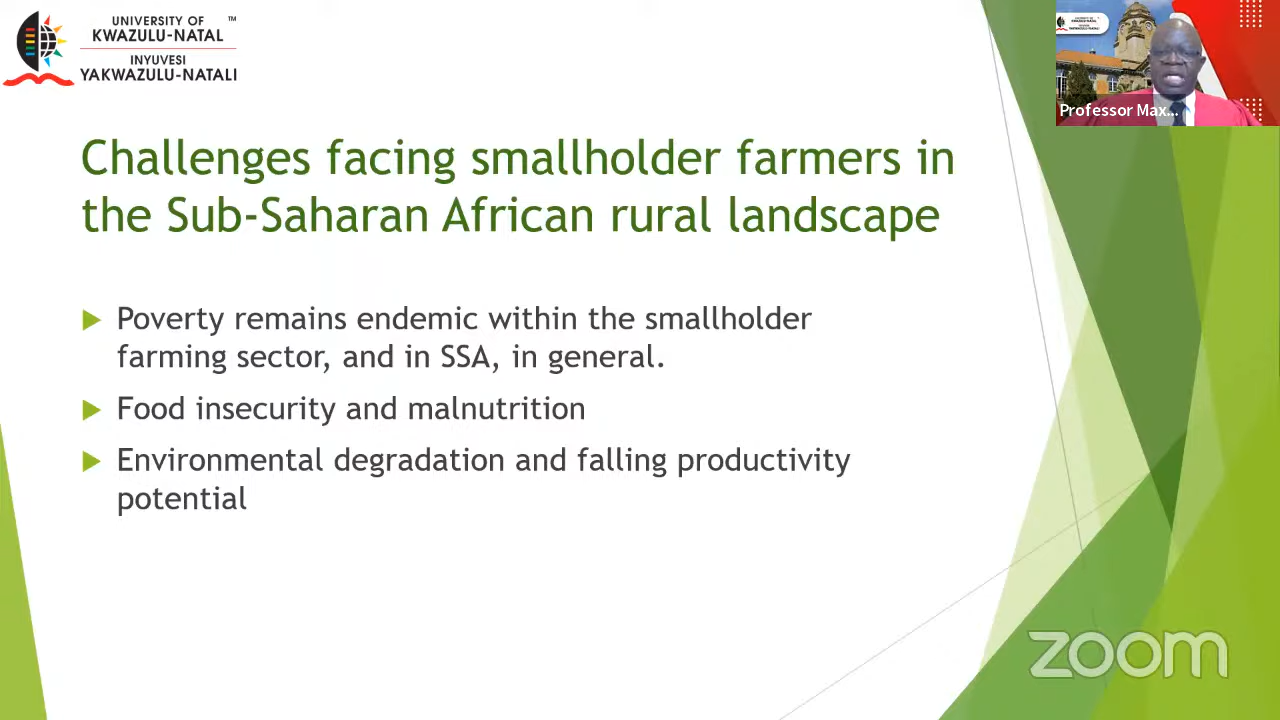 UNIVERSITY OF ™
KWAZULU-NATAL
INYUVESI
YAKWAZULU-NATALI
Professor Max...
Challenges facing smallholder farmers in
the Sub-Saharan African rural landscape
Poverty remains endemic within the smallholder
farming sector, and in SSA, in general.
Food insecurity and malnutrition
Environmental degradation and falling productivity
potential
zoom